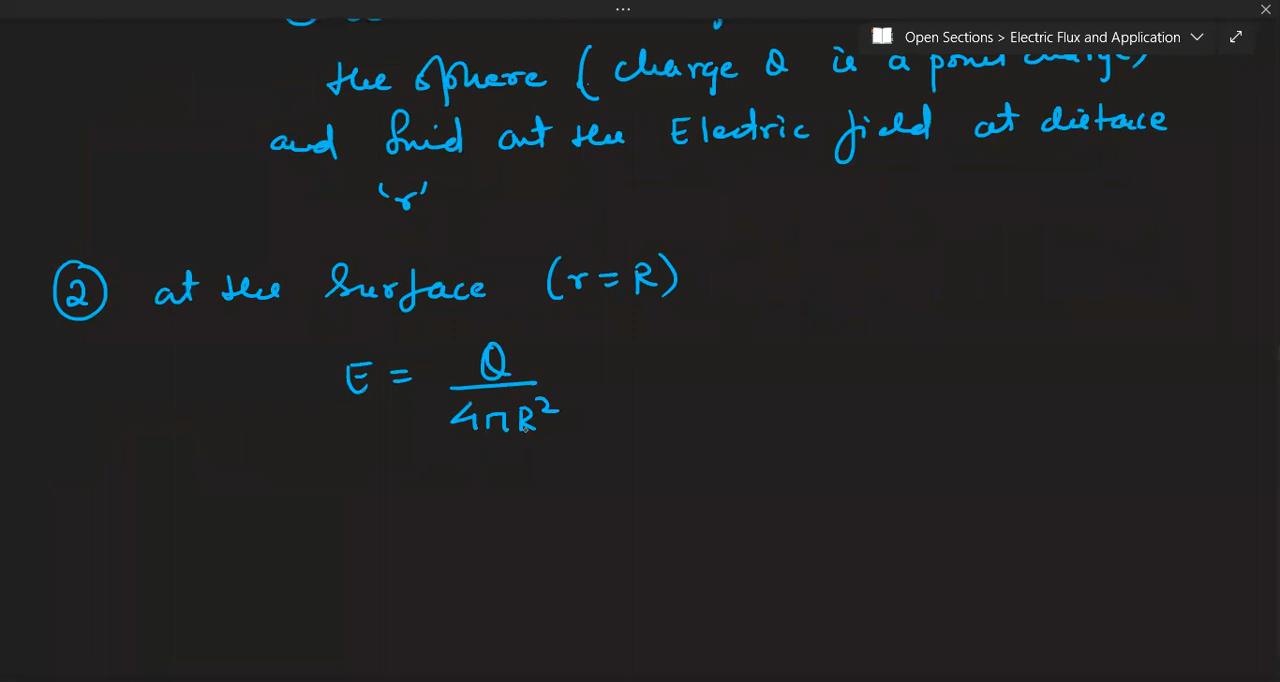 Open Sections > Electric Flux and Application
the sphere ( charge Q is a point charge)
and find out the Electric field at distance
'r'
② at the surface (r = R)
E = Q / 4πR²